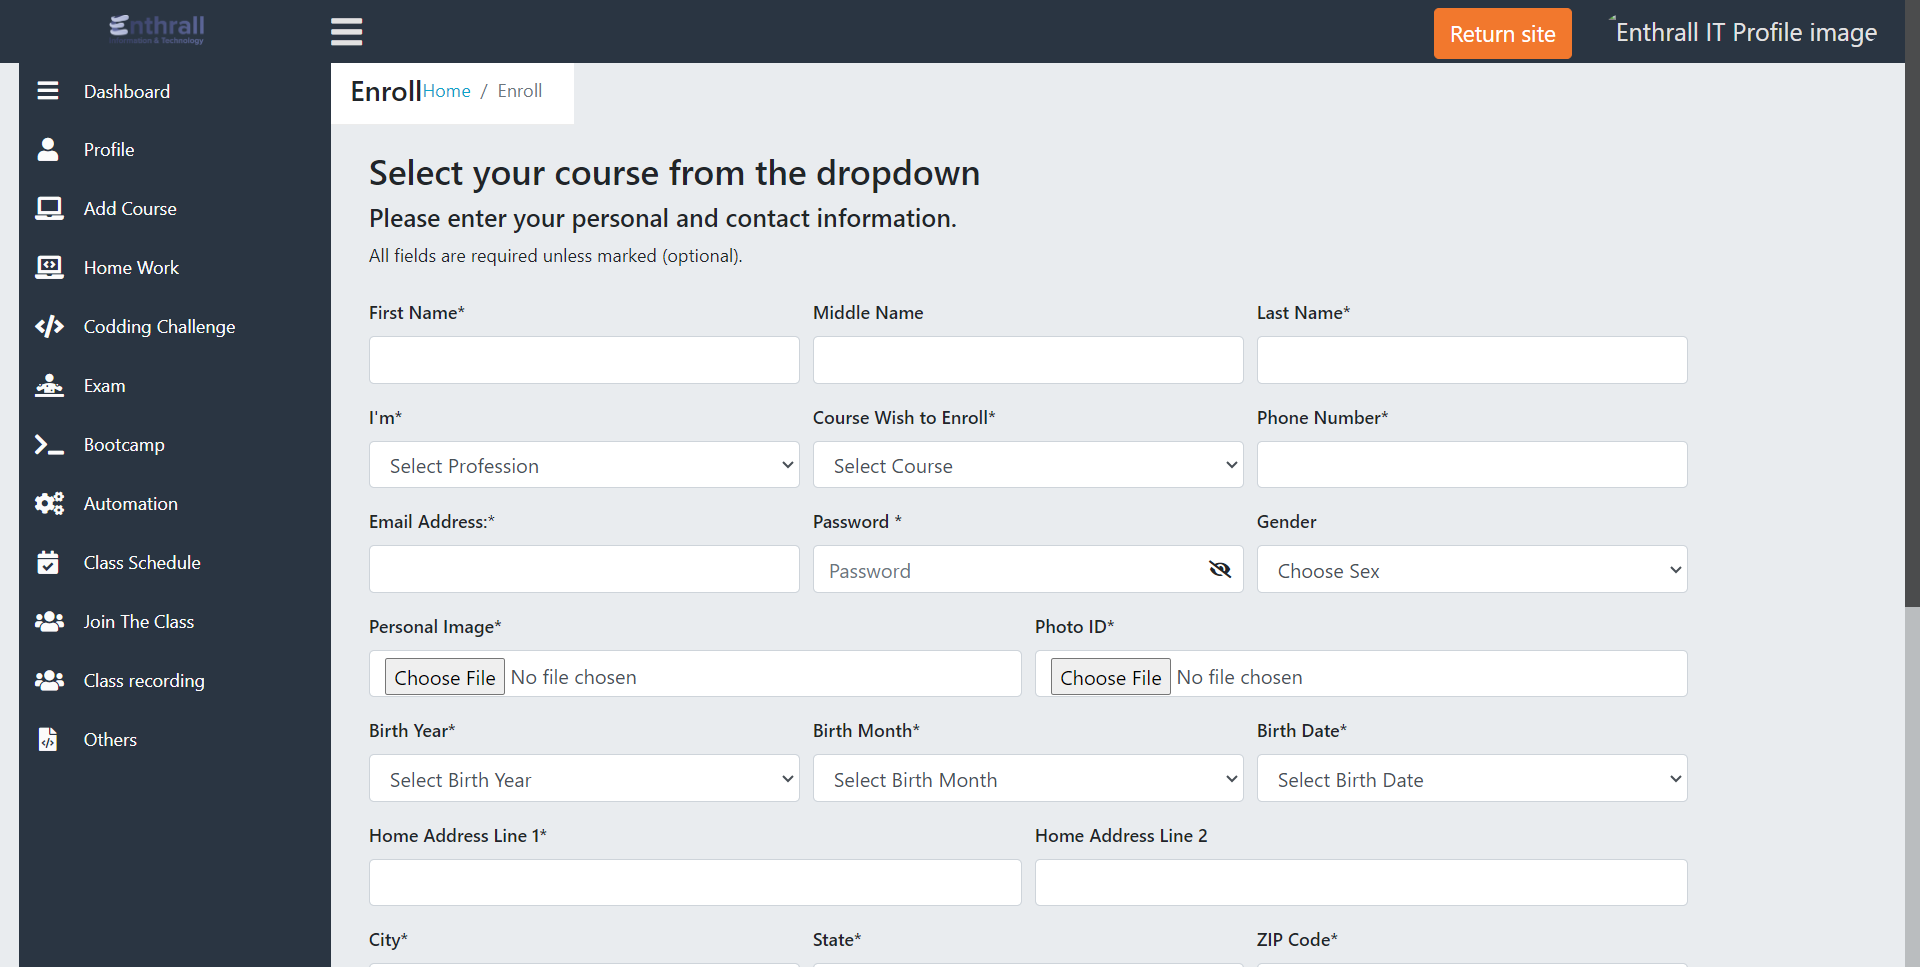 Enthrall
Information & Technology
Return site
Enthrall IT Profile image
Dashboard
Profile
Add Course
Home Work
Codding Challenge
Exam
Bootcamp
Automation
Class Schedule
Join The Class
Class recording
Others
Enroll Home / Enroll
Select your course from the dropdown
Please enter your personal and contact information.
All fields are required unless marked (optional).
First Name* Middle Name Last Name*
I'm* Course Wish to Enroll* Phone Number*
Select Profession Select Course
Email Address:* Password * Gender
Password Choose Sex
Personal Image* Photo ID*
Choose File No file chosen Choose File No file chosen
Birth Year* Birth Month* Birth Date*
Select Birth Year Select Birth Month Select Birth Date
Home Address Line 1* Home Address Line 2
City* State* ZIP Code*